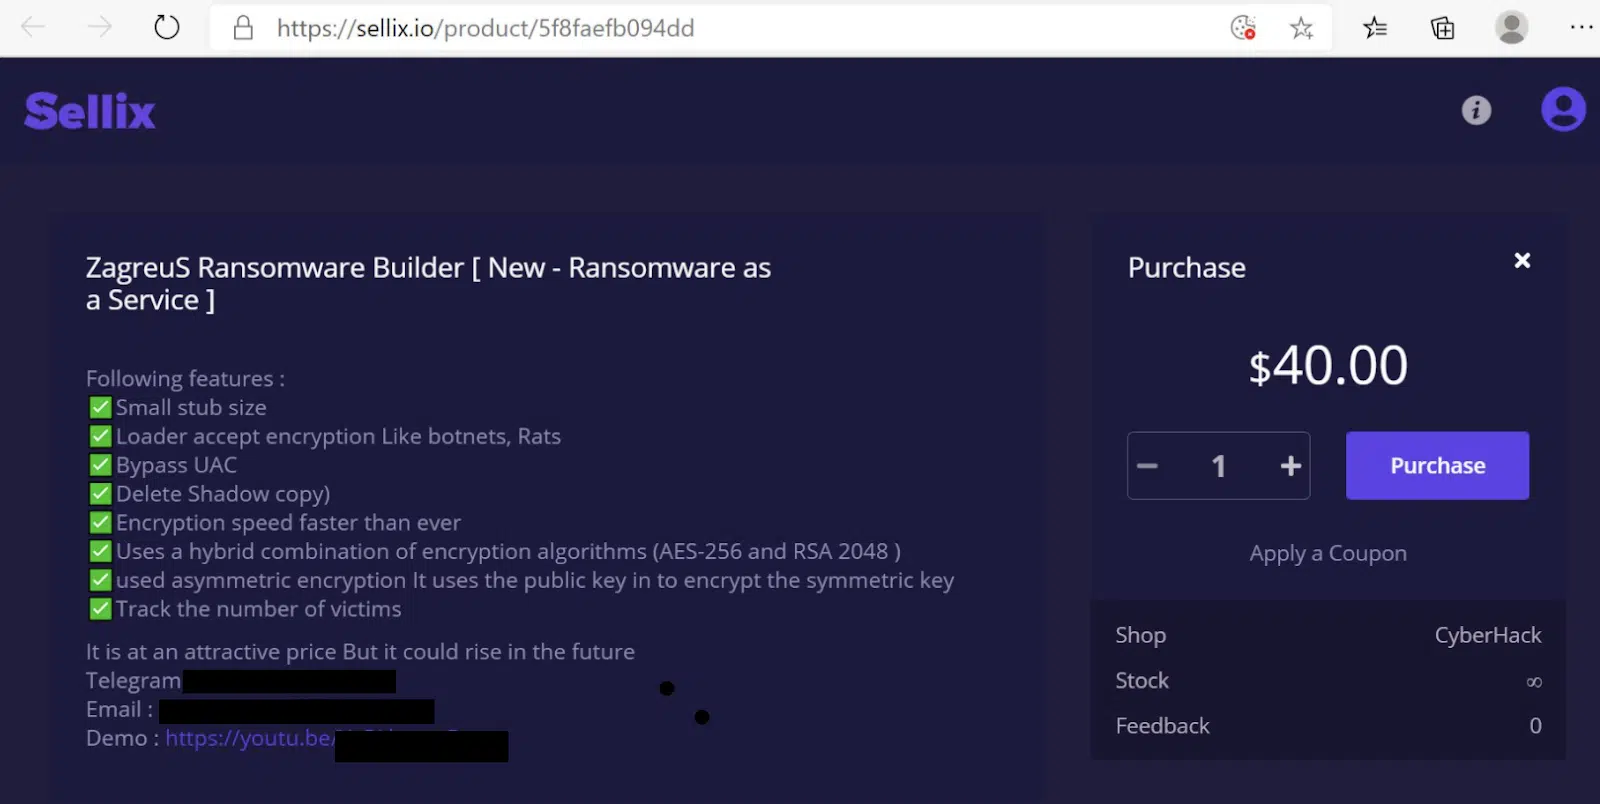 https://sellix.io/product/5f8faefb094dd
Sellix
ZagreuS Ransomware Builder [ New - Ransomware as
a Service ]
Following features :
✅Small stub size
✅Loader accept encryption Like botnets, Rats
✅Bypass UAC
✅Delete Shadow copy)
✅Encryption speed faster than ever
✅Uses a hybrid combination of encryption algorithms (AES-256 and RSA 2048 )
✅used asymmetric encryption It uses the public key in to encrypt the symmetric key
✅Track the number of victims
It is at an attractive price But it could rise in the future
Telegram
Email :
Demo : https://youtu.be/
Purchase
$40.00
− 1 +
Purchase
Apply a Coupon
Shop CyberHack
Stock ∞
Feedback 0